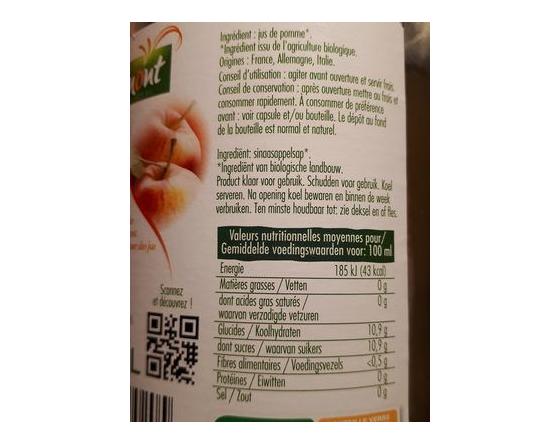 Ingrédient : jus de pomme*.
*Ingrédient issu de l'agriculture biologique.
Origines : France, Allemagne, Italie.
Conseil d'utilisation : agiter avant ouverture et servir frais.
Conseil de conservation : après ouverture mettre au frais et
consommer rapidement. À consommer de préférence
avant : voir capsule et/ou bouteille. Le dépôt au fond
de la bouteille est normal et naturel.
Ingrediënt: sinaasappelsap*.
*Ingrediënt van biologische landbouw.
Product klaar voor gebruik. Schudden voor gebruik. Koel
serveren. Na opening koel bewaren en binnen de week
verbruiken. Ten minste houdbaar tot: zie deksel en of fles.
Valeurs nutritionnelles moyennes pour/
Gemiddelde voedingswaarden voor: 100 ml
Energie 185 kJ (43 kcal)
Matières grasses / Vetten 0 g
dont acides gras saturés / 0 g
waarvan verzadigde vetzuren
Glucides / Koolhydraten 10,9 g
dont sucres / waarvan suikers 10,9 g
Fibres alimentaires / Voedingsvezels <0,5 g
Protéines / Eiwitten 0 g
Sel / Zout 0 g
Scannez
et découvrez !
L